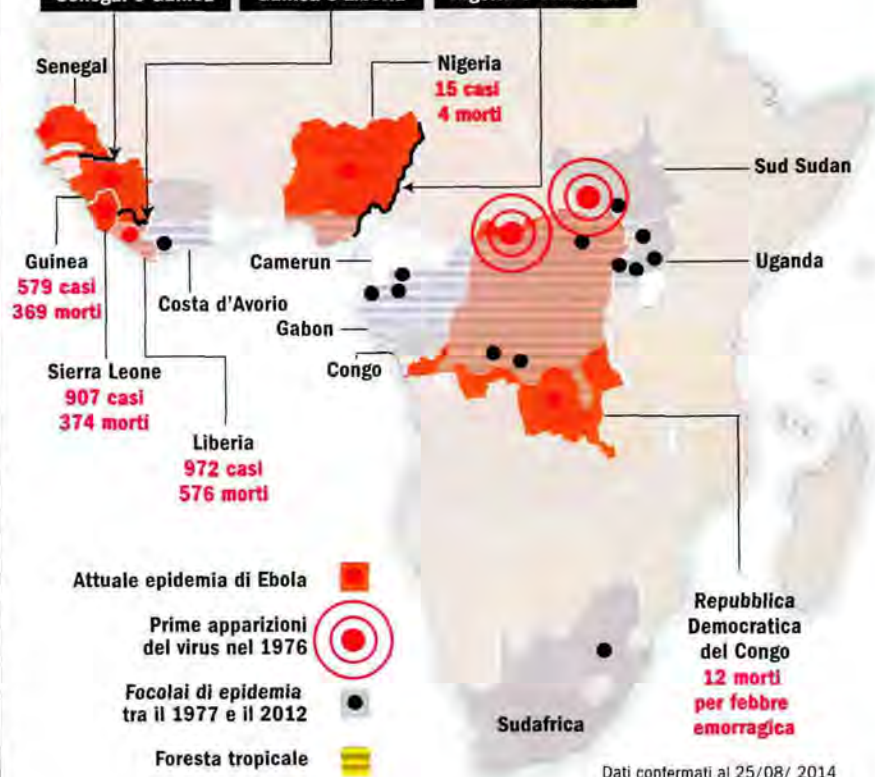 Senegal
Nigeria
15 casi
4 morti
Sud Sudan
Guinea
579 casi
369 morti
Costa d'Avorio
Camerun
Uganda
Gabon
Congo
Sierra Leone
907 casi
374 morti
Liberia
972 casi
576 morti
Attuale epidemia di Ebola
Prime apparizioni
del virus nel 1976
Focolai di epidemia
tra il 1977 e il 2012
Foresta tropicale
Sudafrica
Repubblica
Democratica
del Congo
12 morti
per febbre
emorragica
Dati confermati al 25/08/ 2014